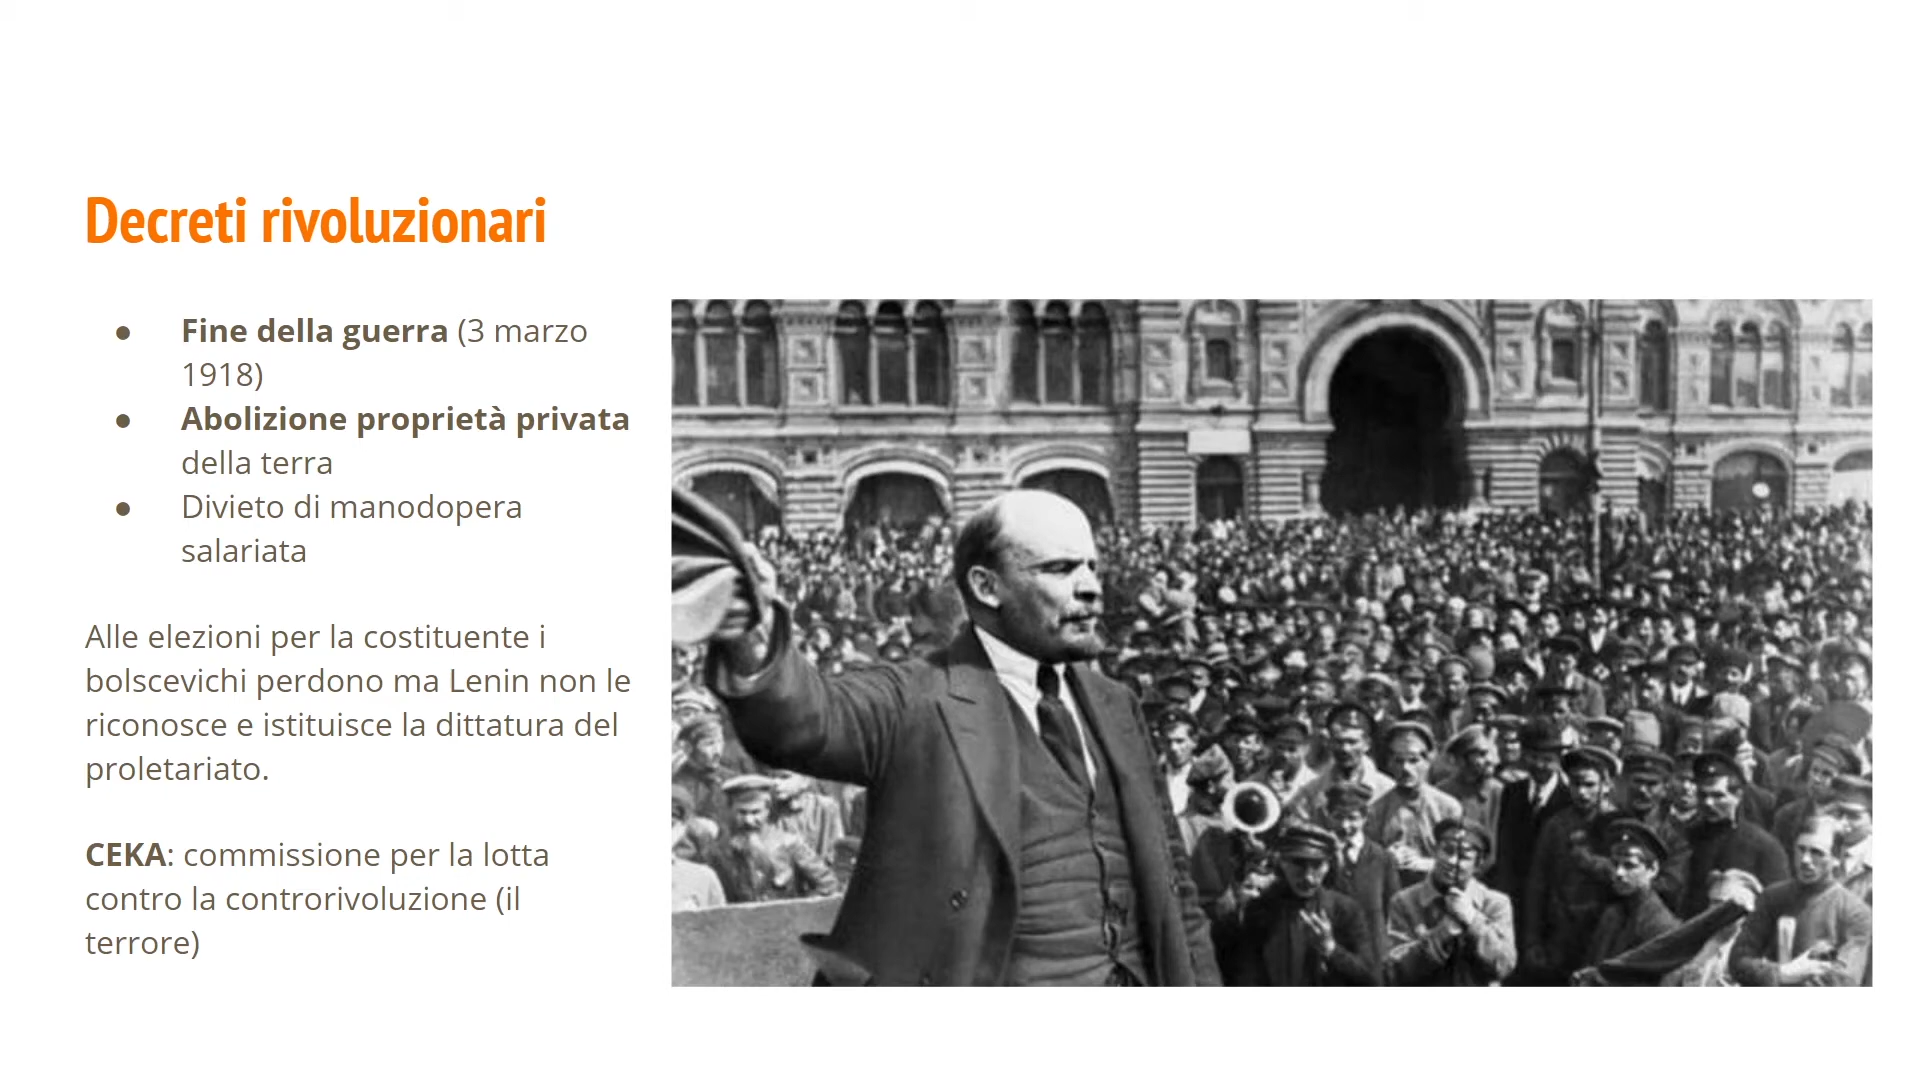 Decreti rivoluzionari
● Fine della guerra (3 marzo
1918)
● Abolizione proprietà privata
della terra
● Divieto di manodopera
salariata
Alle elezioni per la costituente i
bolscevichi perdono ma Lenin non le
riconosce e istituisce la dittatura del
proletariato.
CEKA: commissione per la lotta
contro la controrivoluzione (il
terrore)